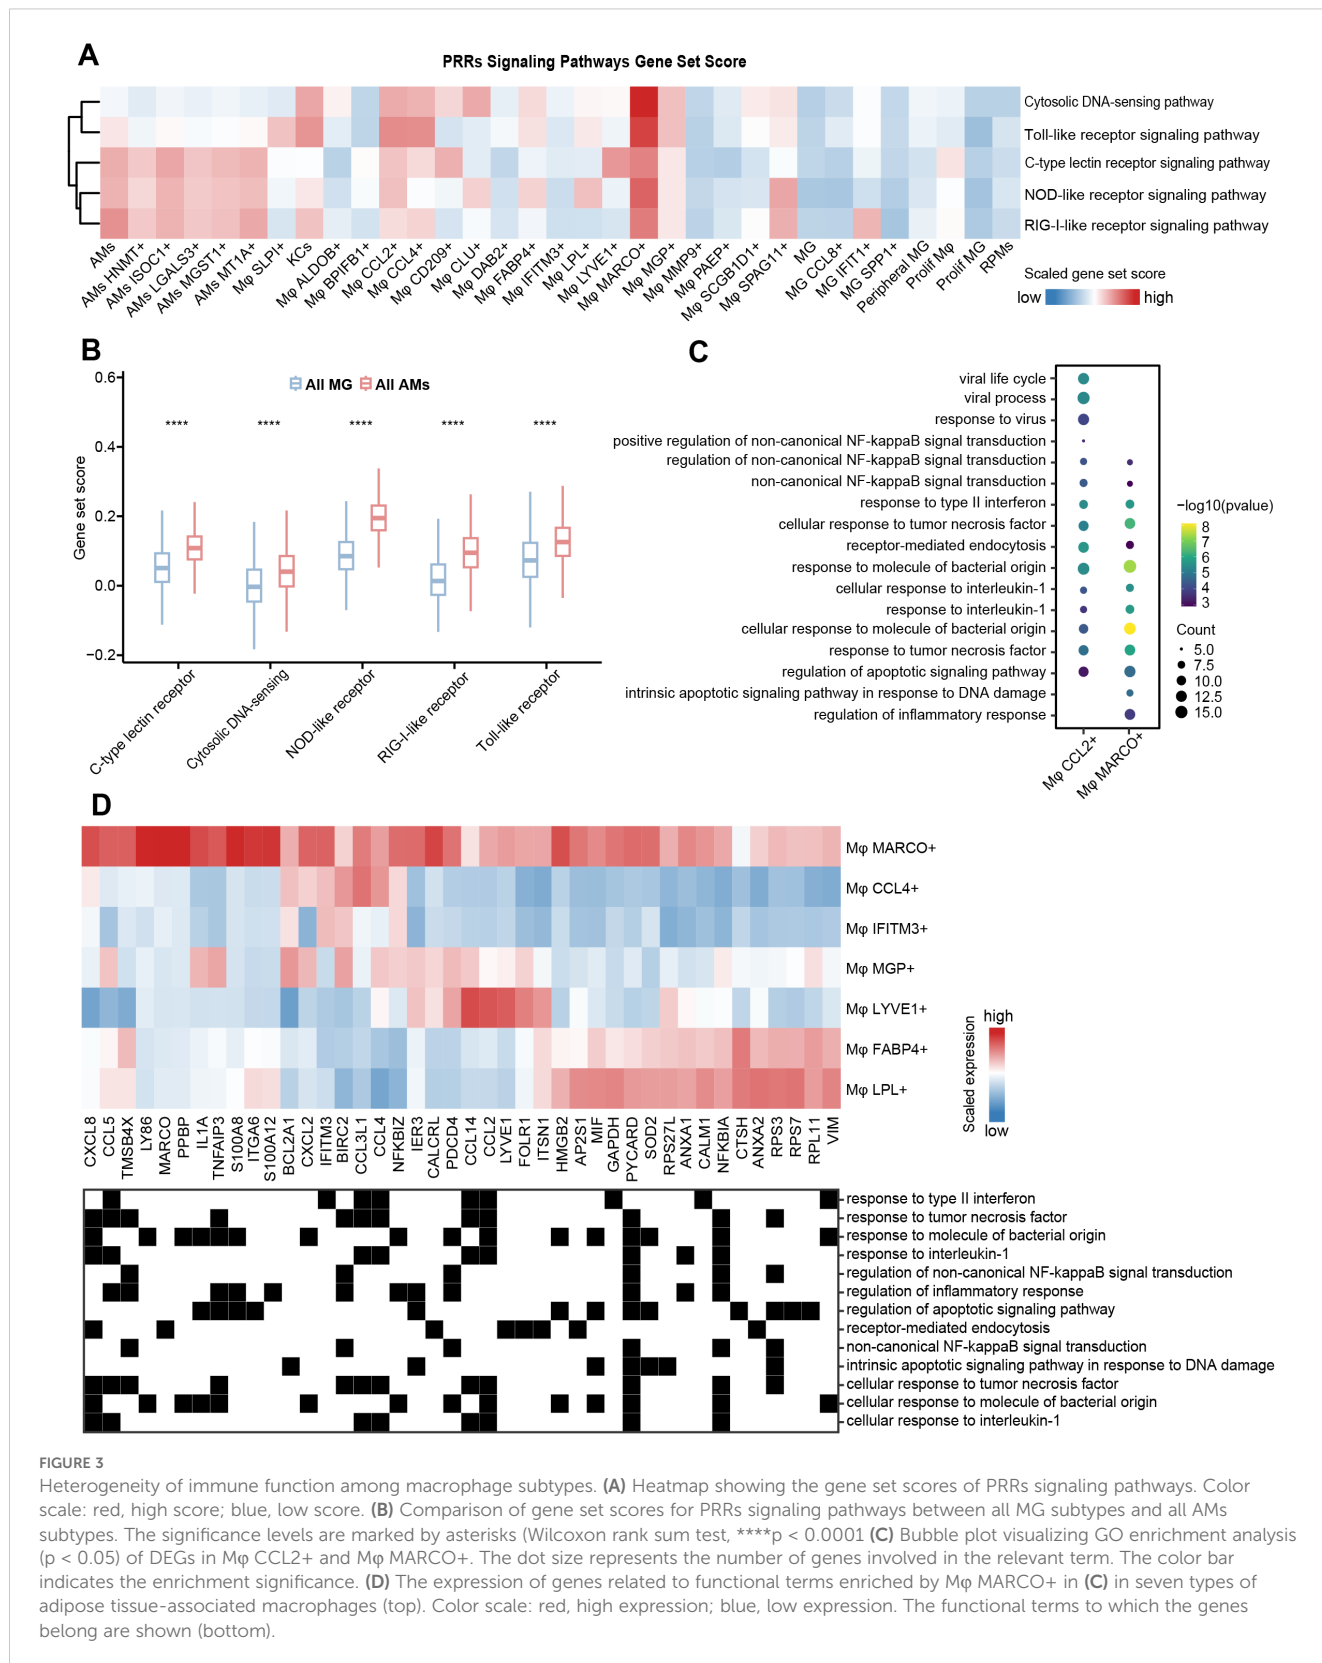 A
PRRs Signaling Pathways Gene Set Score
Cytosolic DNA-sensing pathway
Toll-like receptor signaling pathway
C-type lectin receptor signaling pathway
NOD-like receptor signaling pathway
RIG-I-like receptor signaling pathway
AMs
AMs HNMT+
AMs ISOC1+
AMs LGALS3+
AMs MGST1+
AMs MT1A+
Mφ SLPI+
KCs
Mφ ALDOB+
Mφ BPIFB1+
Mφ CCL2+
Mφ CCL4+
Mφ CD209+
Mφ CLU+
Mφ DAB2+
Mφ FABP4+
Mφ IFITM3+
Mφ LPL+
Mφ LYVE1+
Mφ MARCO+
Mφ MGP+
Mφ MMP9+
Mφ PAEP+
Mφ SCGB1D1+
Mφ SPAG11+
MG
MG CCL8+
MG IFIT1+
MG SPP1+
Peripheral MG
Prolif Mφ
Prolif MG
RPMs
Scaled gene set score
low high
B
All MG All AMs
Gene set score
0.6
0.4
0.2
0.0
−0.2
**** **** **** **** ****
C-type lectin receptor
Cytosolic DNA-sensing
NOD-like receptor
RIG-I-like receptor
Toll-like receptor
C
viral life cycle
viral process
response to virus
positive regulation of non-canonical NF-kappaB signal transduction
regulation of non-canonical NF-kappaB signal transduction
non-canonical NF-kappaB signal transduction
response to type II interferon
cellular response to tumor necrosis factor
receptor-mediated endocytosis
response to molecule of bacterial origin
cellular response to interleukin-1
response to interleukin-1
cellular response to molecule of bacterial origin
response to tumor necrosis factor
regulation of apoptotic signaling pathway
intrinsic apoptotic signaling pathway in response to DNA damage
regulation of inflammatory response
Mφ CCL2+
Mφ MARCO+
−log10(pvalue)
8
7
6
5
4
3
Count
5.0
7.5
10.0
12.5
15.0
D
Mφ MARCO+
Mφ CCL4+
Mφ IFITM3+
Mφ MGP+
Mφ LYVE1+
Mφ FABP4+
Mφ LPL+
Scaled expression
high
low
CXCL8
CCL5
TMSB4X
LY86
MARCO
PPBP
IL1A
TNFAIP3
S100A8
ITGA6
S100A12
BCL2A1
CXCL2
IFITM3
BIRC2
CCL3L1
CCL4
NFKBIZ
IER3
CALCRL
PDCD4
CCL14
CCL2
LYVE1
FOLR1
ITSN1
HMGB2
AP2S1
MIF
GAPDH
PYCARD
SOD2
RPS27L
ANXA1
CALM1
NFKBIA
CTSH
ANXA2
RPS3
RPS7
RPL11
VIM
response to type II interferon
response to tumor necrosis factor
response to molecule of bacterial origin
response to interleukin-1
regulation of non-canonical NF-kappaB signal transduction
regulation of inflammatory response
regulation of apoptotic signaling pathway
receptor-mediated endocytosis
non-canonical NF-kappaB signal transduction
intrinsic apoptotic signaling pathway in response to DNA damage
cellular response to tumor necrosis factor
cellular response to molecule of bacterial origin
cellular response to interleukin-1
FIGURE 3
Heterogeneity of immune function among macrophage subtypes. (A) Heatmap showing the gene set scores of PRRs signaling pathways. Color
scale: red, high score; blue, low score. (B) Comparison of gene set scores for PRRs signaling pathways between all MG subtypes and all AMs
subtypes. The significance levels are marked by asterisks (Wilcoxon rank sum test, ****p < 0.0001 (C) Bubble plot visualizing GO enrichment analysis
(p < 0.05) of DEGs in Mφ CCL2+ and Mφ MARCO+. The dot size represents the number of genes involved in the relevant term. The color bar
indicates the enrichment significance. (D) The expression of genes related to functional terms enriched by Mφ MARCO+ in (C) in seven types of
adipose tissue-associated macrophages (top). Color scale: red, high expression; blue, low expression. The functional terms to which the genes
belong are shown (bottom).